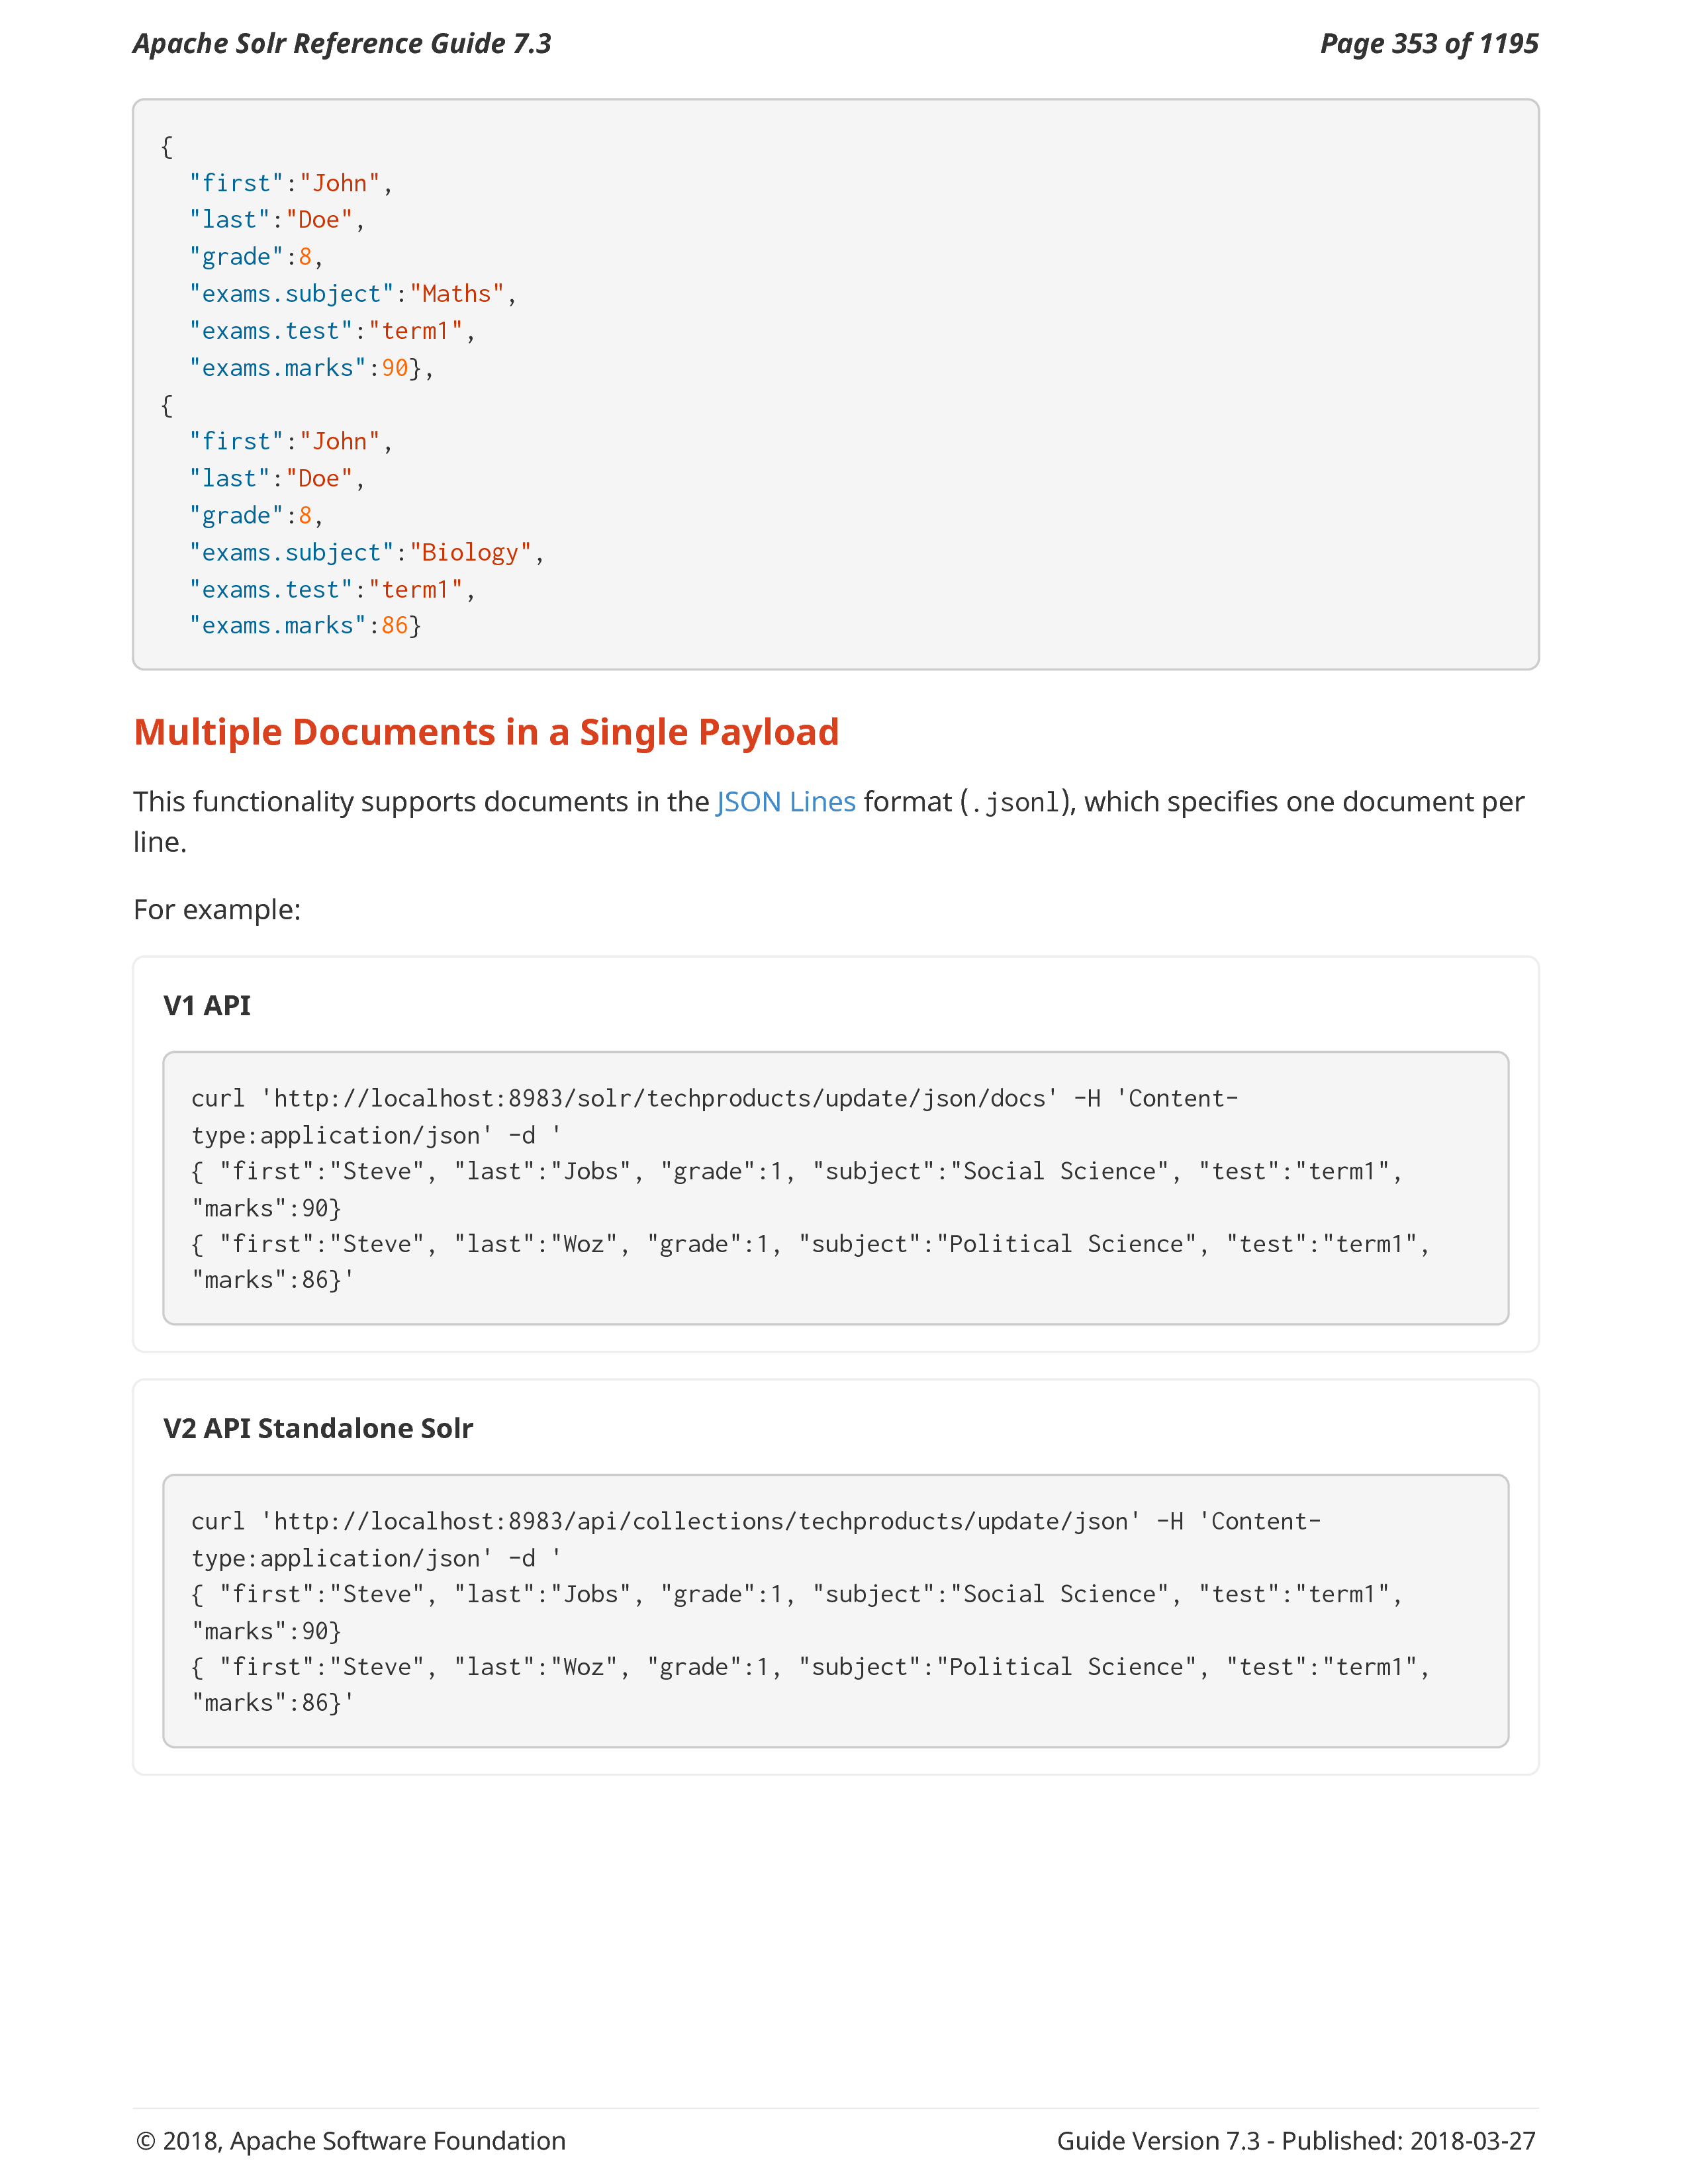 Apache Solr Reference Guide 7.3 Page 353 of 1195
{
  "first":"John",
  "last":"Doe",
  "grade":8,
  "exams.subject":"Maths",
  "exams.test":"term1",
  "exams.marks":90},
{
  "first":"John",
  "last":"Doe",
  "grade":8,
  "exams.subject":"Biology",
  "exams.test":"term1",
  "exams.marks":86}
Multiple Documents in a Single Payload
This functionality supports documents in the JSON Lines format (.jsonl), which specifies one document per
line.
For example:
V1 API
curl 'http://localhost:8983/solr/techproducts/update/json/docs' -H 'Content-
type:application/json' -d '
{ "first":"Steve", "last":"Jobs", "grade":1, "subject":"Social Science", "test":"term1",
"marks":90}
{ "first":"Steve", "last":"Woz", "grade":1, "subject":"Political Science", "test":"term1",
"marks":86}'
V2 API Standalone Solr
curl 'http://localhost:8983/api/collections/techproducts/update/json' -H 'Content-
type:application/json' -d '
{ "first":"Steve", "last":"Jobs", "grade":1, "subject":"Social Science", "test":"term1",
"marks":90}
{ "first":"Steve", "last":"Woz", "grade":1, "subject":"Political Science", "test":"term1",
"marks":86}'
© 2018, Apache Software Foundation Guide Version 7.3 - Published: 2018-03-27